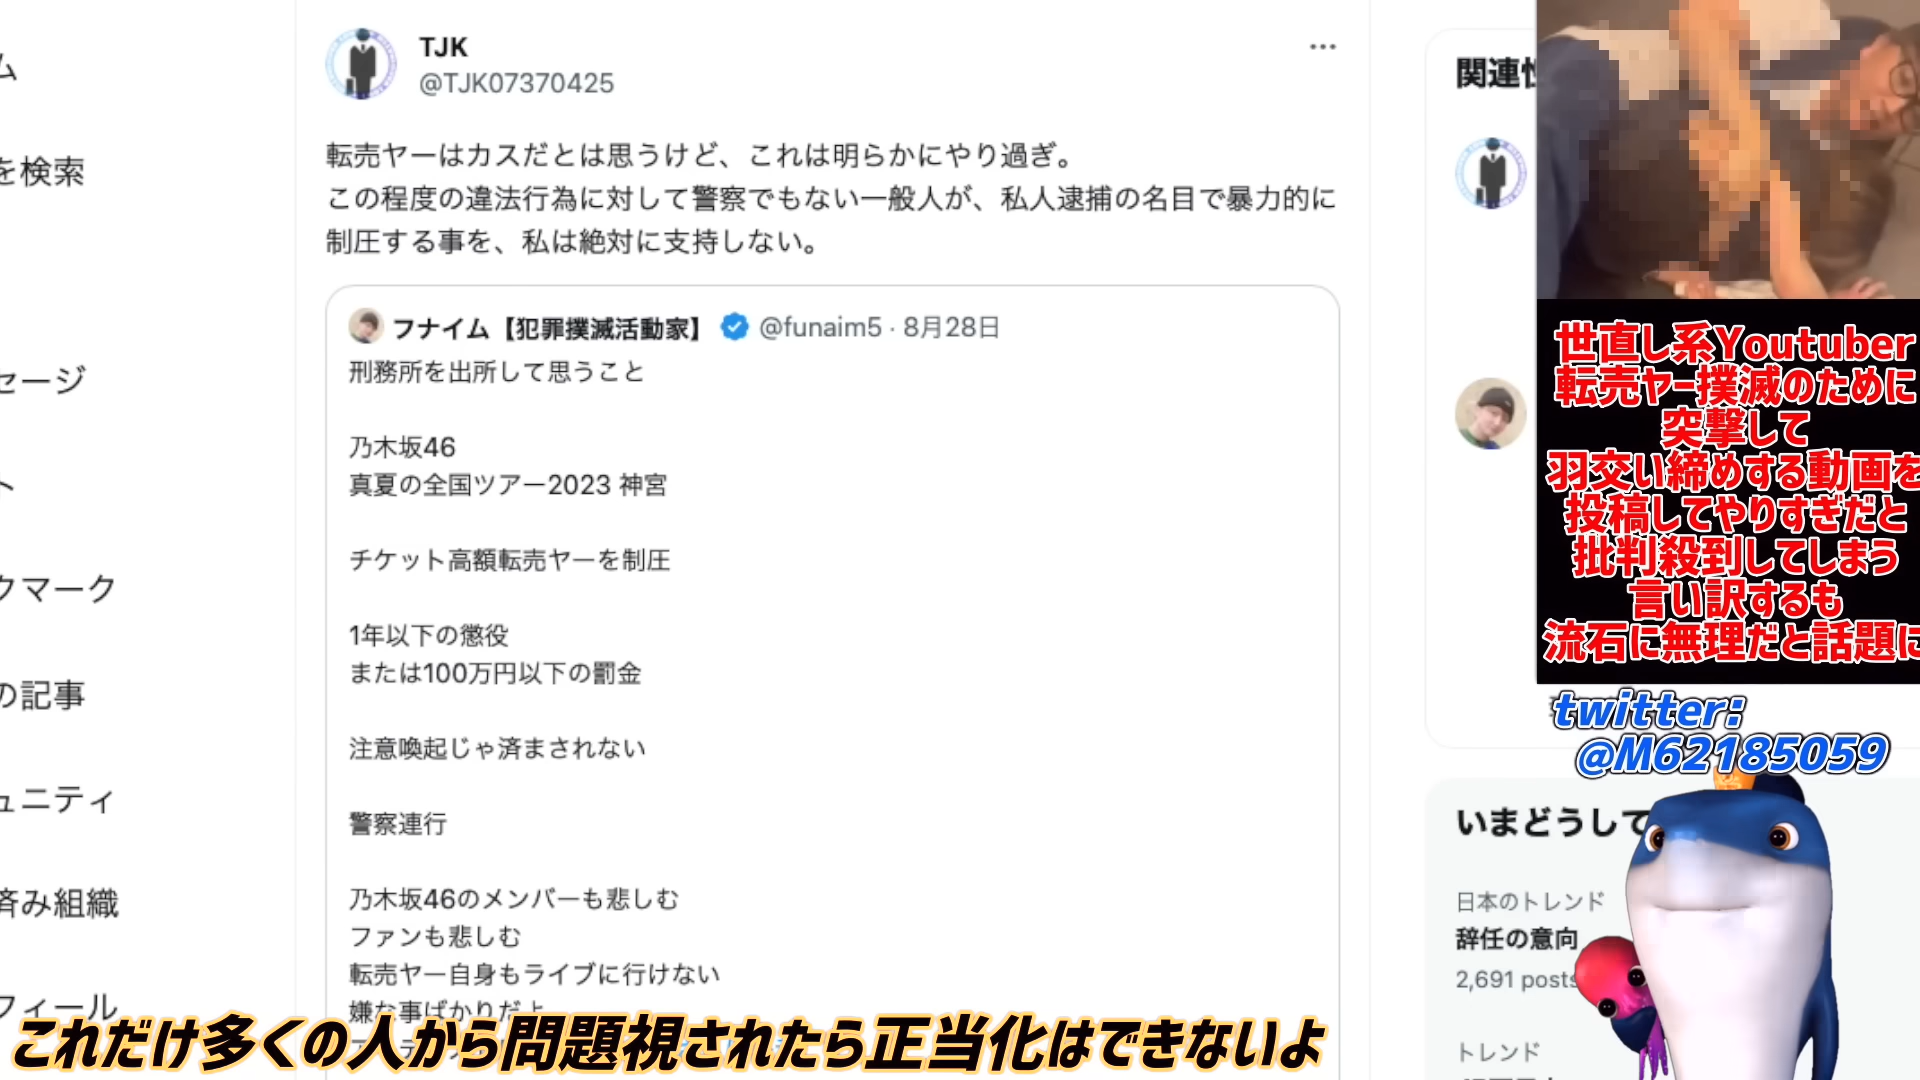 ム
を検索
セージ
ト
クマーク
の記事
ュニティ
済み組織
フィール
TJK
@TJK07370425
転売ヤーはカスだとは思うけど、これは明らかにやり過ぎ。
この程度の違法行為に対して警察でもない一般人が、私人逮捕の名目で暴力的に
制圧する事を、私は絶対に支持しない。
フナイム【犯罪撲滅活動家】 @funaim5 · 8月28日
刑務所を出所して思うこと
乃木坂46
真夏の全国ツアー2023 神宮
チケット高額転売ヤーを制圧
1年以下の懲役
または100万円以下の罰金
注意喚起じゃ済まされない
警察連行
乃木坂46のメンバーも悲しむ
ファンも悲しむ
転売ヤー自身もライブに行けない
嫌な事ばかりだよ
これだけ多くの人から問題視されたら正当化はできないよ
関連性
世直し系Youtuber
転売ヤー撲滅のために
突撃して
羽交い締めする動画を
投稿してやりすぎだと
批判殺到してしまう
言い訳するも
流石に無理だと話題に
twitter:
@M62185059
いまどうして
日本のトレンド
辞任の意向
2,691 posts
トレンド